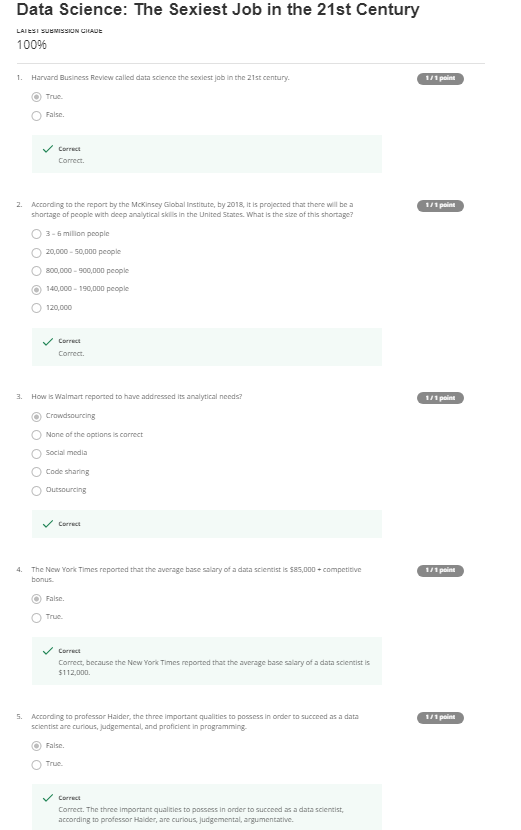 Data Science: The Sexiest Job in the 21st Century
LATEST SUBMISSION GRADE
100%
1. Harvard Business Review called data science the sexiest job in the 21st century.
1 / 1 point
True.
False.
Correct
Correct.
2. According to the report by the McKinsey Global Institute, by 2018, it is projected that there will be a
shortage of people with deep analytical skills in the United States. What is the size of this shortage?
1 / 1 point
3 – 6 million people
20,000 – 50,000 people
800,000 – 900,000 people
140,000 – 190,000 people
120,000
Correct
Correct.
3. How is Walmart reported to have addressed its analytical needs?
1 / 1 point
Crowdsourcing
None of the options is correct
Social media
Code sharing
Outsourcing
Correct
4. The New York Times reported that the average base salary of a data scientist is $85,000 + competitive
bonus.
1 / 1 point
False.
True.
Correct
Correct, because the New York Times reported that the average base salary of a data scientist is
$112,000.
5. According to professor Haider, the three important qualities to possess in order to succeed as a data
scientist are curious, judgemental, and proficient in programming.
1 / 1 point
False.
True.
Correct
Correct. The three important qualities to possess in order to succeed as a data scientist,
according to professor Haider, are curious, judgemental, argumentative.